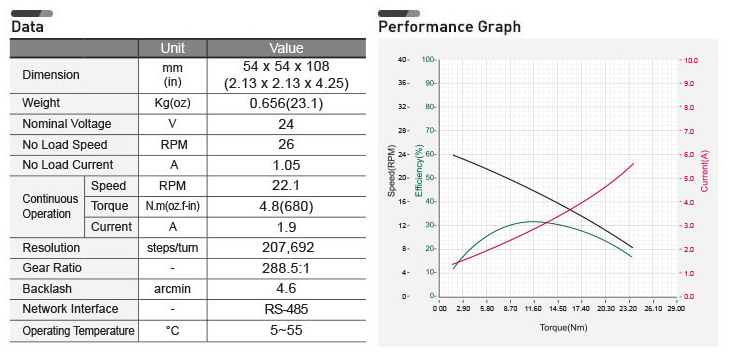 Data
Unit Value
Dimension mm (in) 54 x 54 x 108 (2.13 x 2.13 x 4.25)
Weight Kg(oz) 0.656(23.1)
Nominal Voltage V 24
No Load Speed RPM 26
No Load Current A 1.05
Continuous Operation Speed RPM 22.1
Torque N.m(oz.f-in) 4.8(680)
Current A 1.9
Resolution steps/turn 207,692
Gear Ratio - 288.5:1
Backlash arcmin 4.6
Network Interface - RS-485
Operating Temperature °C 5~55
Performance Graph
Speed(RPM)
40-
36-
32-
28-
24-
20-
16-
12-
8-
4-
0-
Efficiency(%)
100-
90-
80-
70-
60-
50-
40-
30-
20-
10-
0-
Current(A)
- 10.0
- 9.0
- 8.0
- 7.0
- 6.0
- 5.0
- 4.0
- 3.0
- 2.0
- 1.0
- 0.0
0 00 2.90 5.80 8.70 11.60 14.50 17.40 20.30 23.20 26.10 29.00
Torque(Nm)